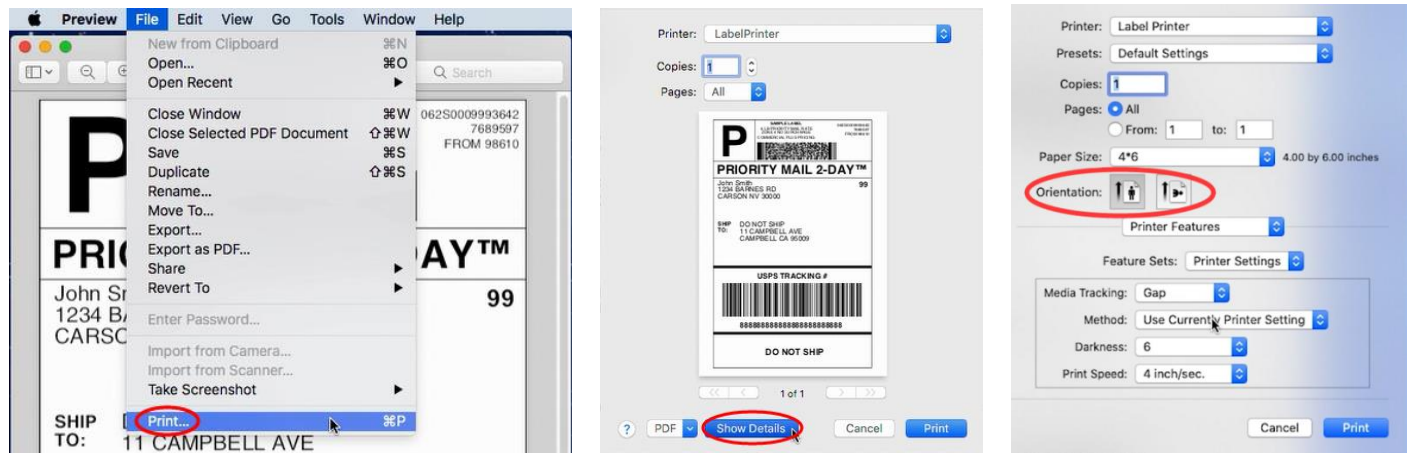 Preview File Edit View Go Tools Window Help
New from Clipboard ⌘N
Open... ⌘O
Open Recent ▶
Close Window ⌘W
Close Selected PDF Document ⇧⌘W
Save ⌘S
Duplicate ⇧⌘S
Rename...
Move To...
Export...
Export as PDF...
Share ▶
Revert To ▶
Enter Password...
Import from Camera...
Import from Scanner...
Take Screenshot ▶
Print... ⌘P
Search
P
062S0009993642
7689597
FROM 98610
PRI AY™
John Sm
1234 BA
CARSO
99
SHIP
TO: 11 CAMPBELL AVE
Printer: LabelPrinter
Copies: 1
Pages: All
P
SAMPLE LABEL
PRIORITY MAIL 2-DAY™
John Smith 99
1234 BARNES RD
CARSON NV 30000
SHIP DO NOT SHIP
TO: 11 CAMPBELL AVE
CAMPBELL CA 95009
USPS TRACKING #
DO NOT SHIP
<< < 1 of 1 > >>
? PDF Show Details Cancel Print
Printer: Label Printer
Presets: Default Settings
Copies: 1
Pages: All
From: 1 to: 1
Paper Size: 4*6 4.00 by 6.00 inches
Orientation:
Printer Features
Feature Sets: Printer Settings
Media Tracking: Gap
Method: Use Currently Printer Setting
Darkness: 6
Print Speed: 4 inch/sec.
Cancel Print